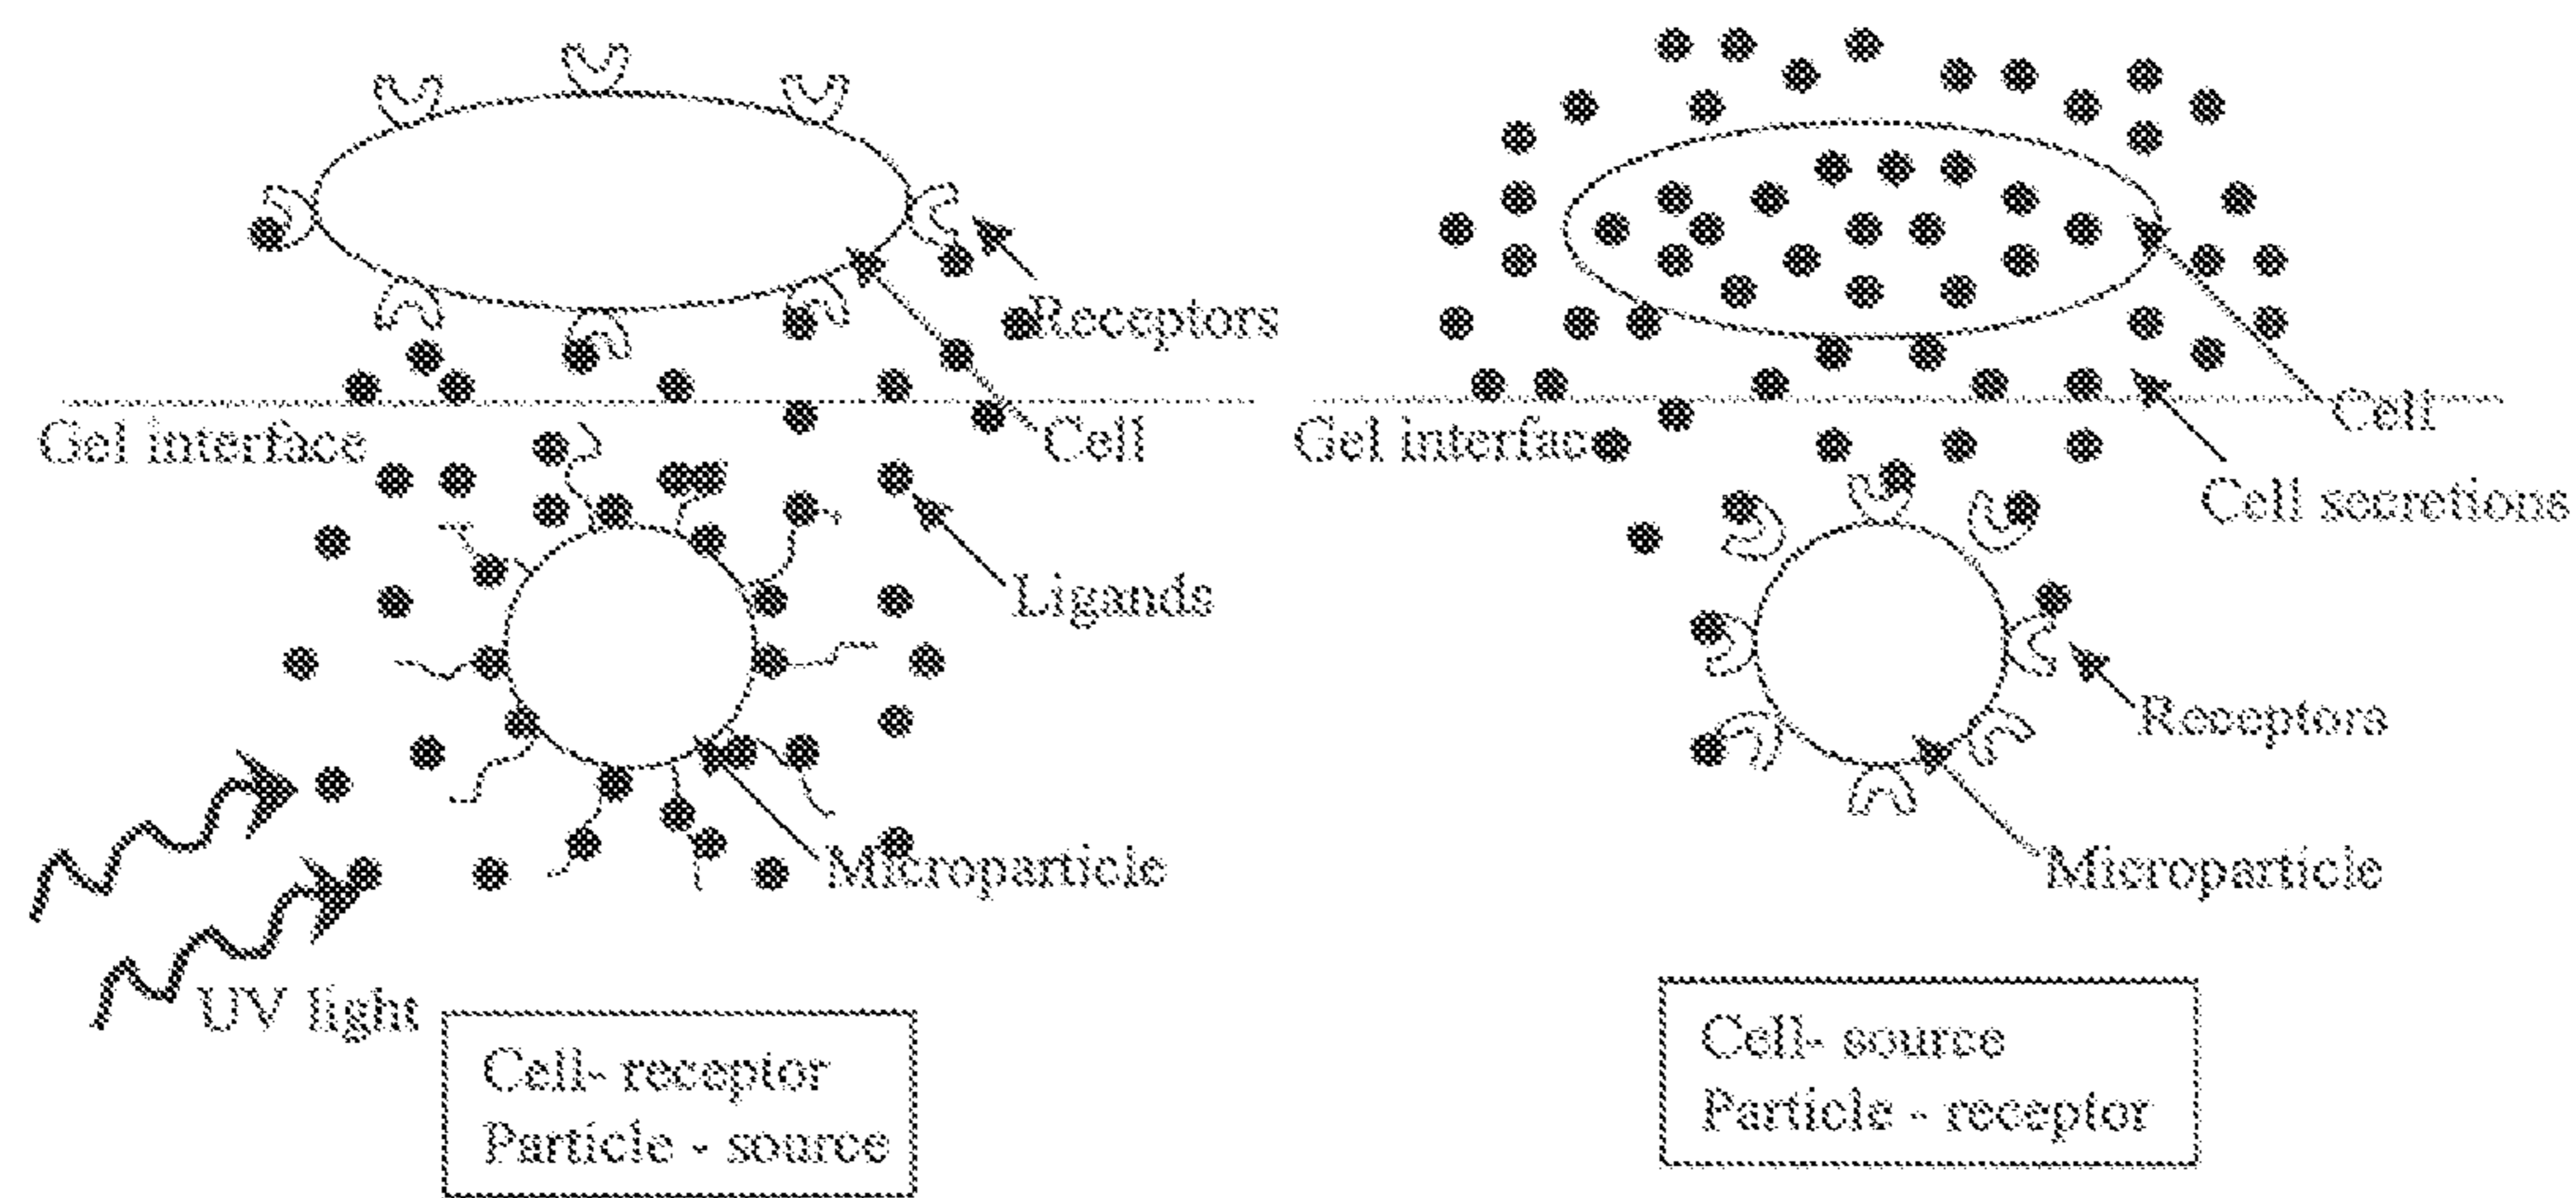 Receptors
Gel interface
Cell
Ligands
Microparticle
UV light
Cell- receptor
Particle - source
Cell
Gel interface
Cell secretions
Receptors
Microparticle
Cell- source
Particle - receptor